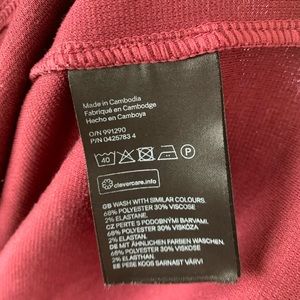 Made in Cambodia
Fabriqué en Cambodge
Hecho en Camboya
O/N 991290
P/N 0425783 4
40
P
clevercare.info
GB WASH WITH SIMILAR COLOURS.
68% POLYESTER 30% VISCOSE
2% ELASTANE.
CZ PERTE S PODOBNÝMI BARVAMI.
68% POLYESTER 30% VISKÓZA
2% ELASTAN.
DE MIT ÄHNLICHEN FARBEN WASCHEN.
68% POLYESTER 30% VISKOSE
2% ELASTHAN
EE PESE KOOS SARNAST VÄRVI